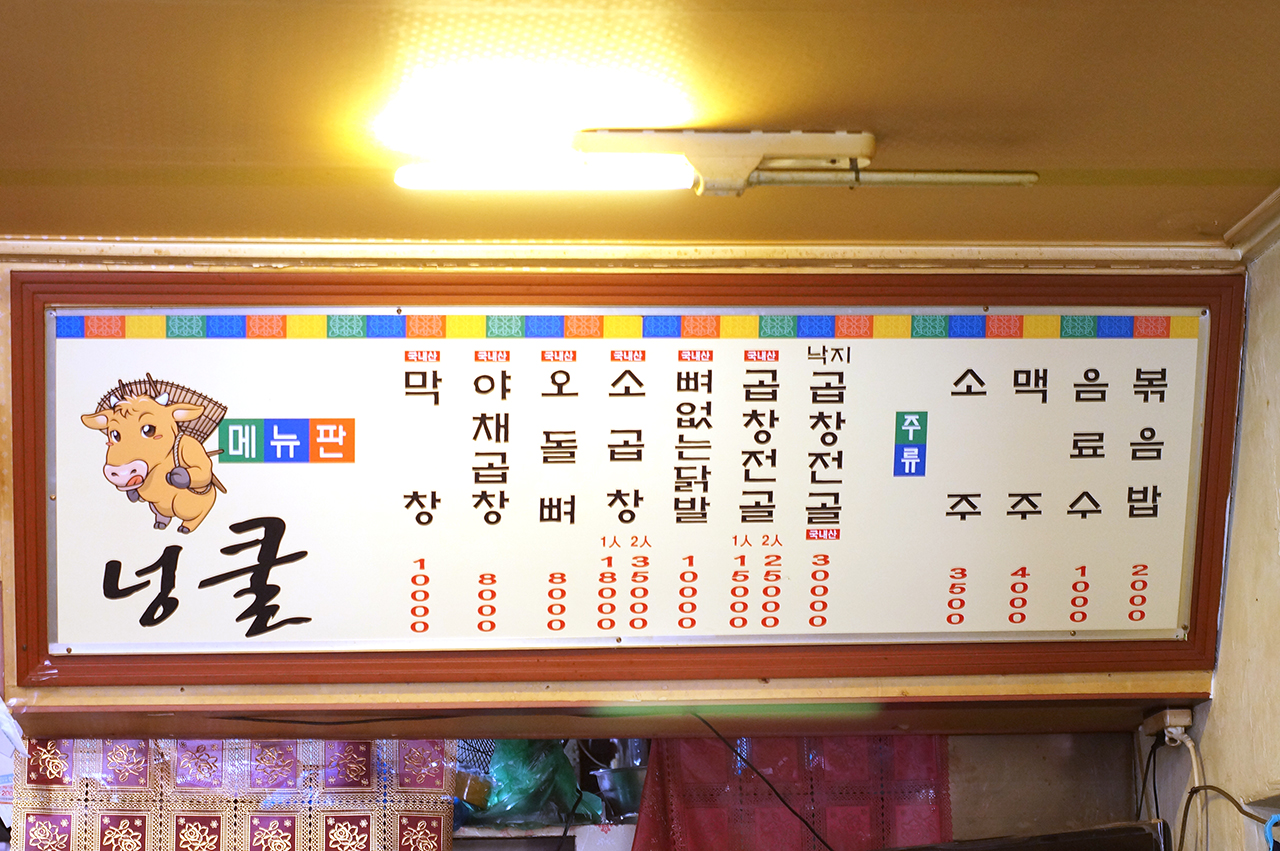 메뉴판
넝쿨
국내산
막창
10000
국내산
야채곱창
8000
국내산
오돌뼈
8000
국내산
소곱창
1人 2人
18000 35000
국내산
뼈없는닭발
10000
국내산
곱창전골
1人 2人
15000 25000
낙지
곱창전골
국내산
30000
주류
소주
3500
맥주
4000
음료수
1000
볶음밥
2000